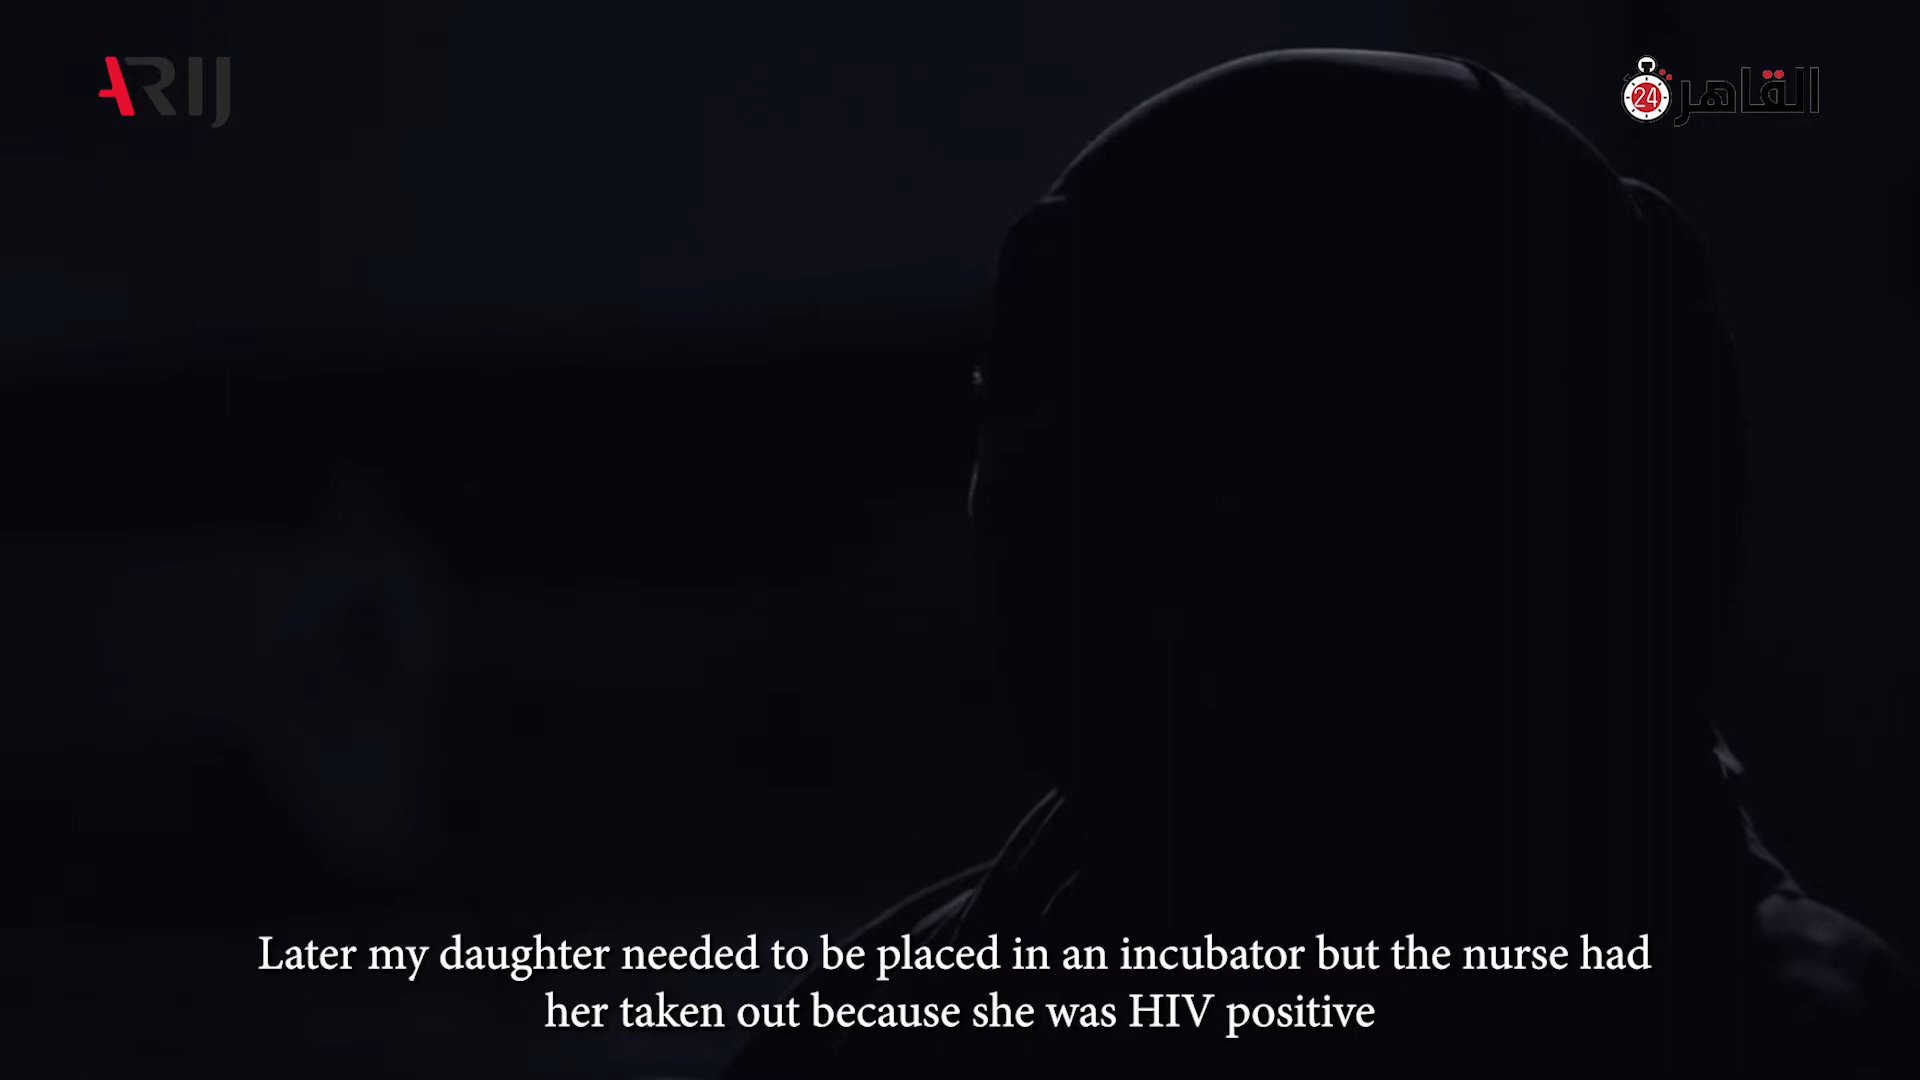 ARIJ
القاهرة 24
Later my daughter needed to be placed in an incubator but the nurse had
her taken out because she was HIV positive